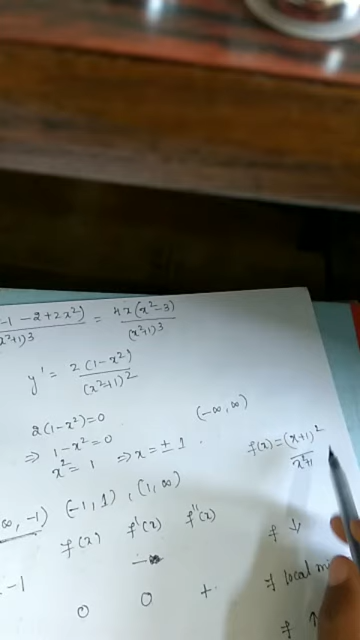 -1 - 2 + 2x²) / (x²+1)³ = 4x(x²-3) / (x²+1)³
y' = 2(1-x²) / (x²+1)²
2(1-x²)=0
(-∞, ∞)
⇒ 1-x²=0
x² = 1 ⇒ x = ± 1 .
f(x) = (x+1)² / x²+1
∞, -1) (-1, 1) , (1, ∞)
f(x) f'(x) f''(x)
f ↓
-1
0 0 +
f local
f ↑